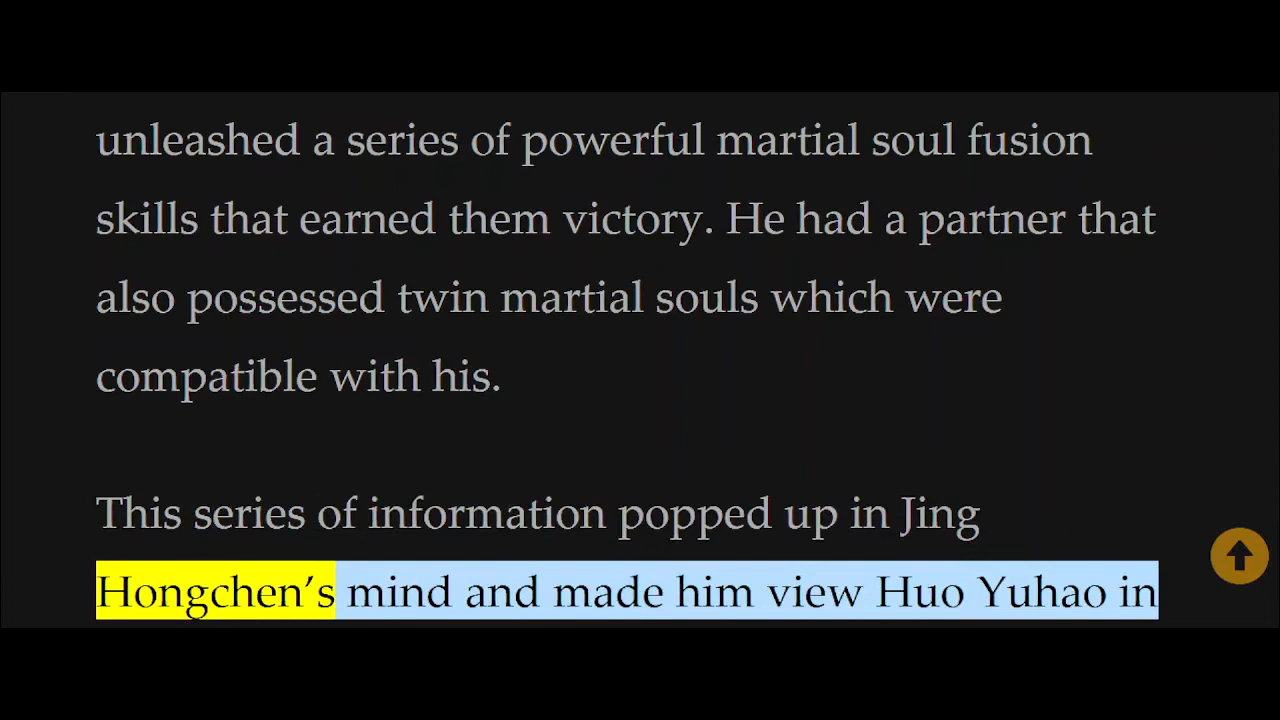 unleashed a series of powerful martial soul fusion
skills that earned them victory. He had a partner that
also possessed twin martial souls which were
compatible with his.
This series of information popped up in Jing
Hongchen’s mind and made him view Huo Yuhao in